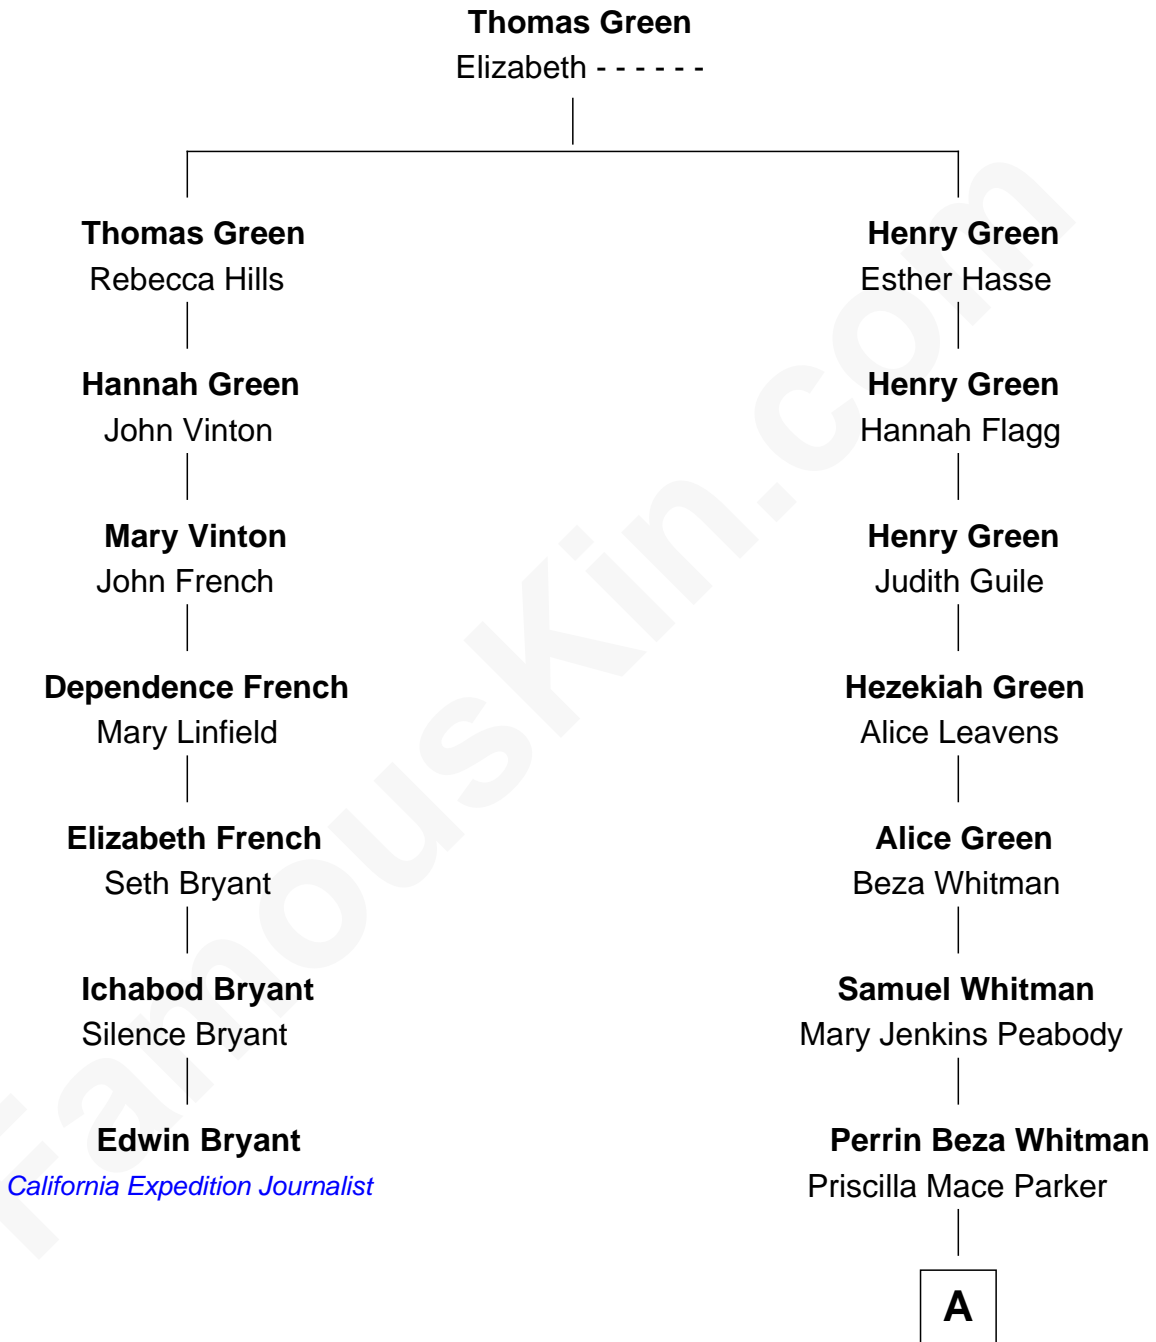 Thomas Green
Elizabeth - - - - - -
Thomas Green
Rebecca Hills
Henry Green
Esther Hasse
Hannah Green
John Vinton
Henry Green
Hannah Flagg
Mary Vinton
John French
Henry Green
Judith Guile
Dependence French
Mary Linfield
Hezekiah Green
Alice Leavens
Elizabeth French
Seth Bryant
Alice Green
Beza Whitman
Ichabod Bryant
Silence Bryant
Samuel Whitman
Mary Jenkins Peabody
Edwin Bryant
California Expedition Journalist
Perrin Beza Whitman
Priscilla Mace Parker
A
FamousKin.com